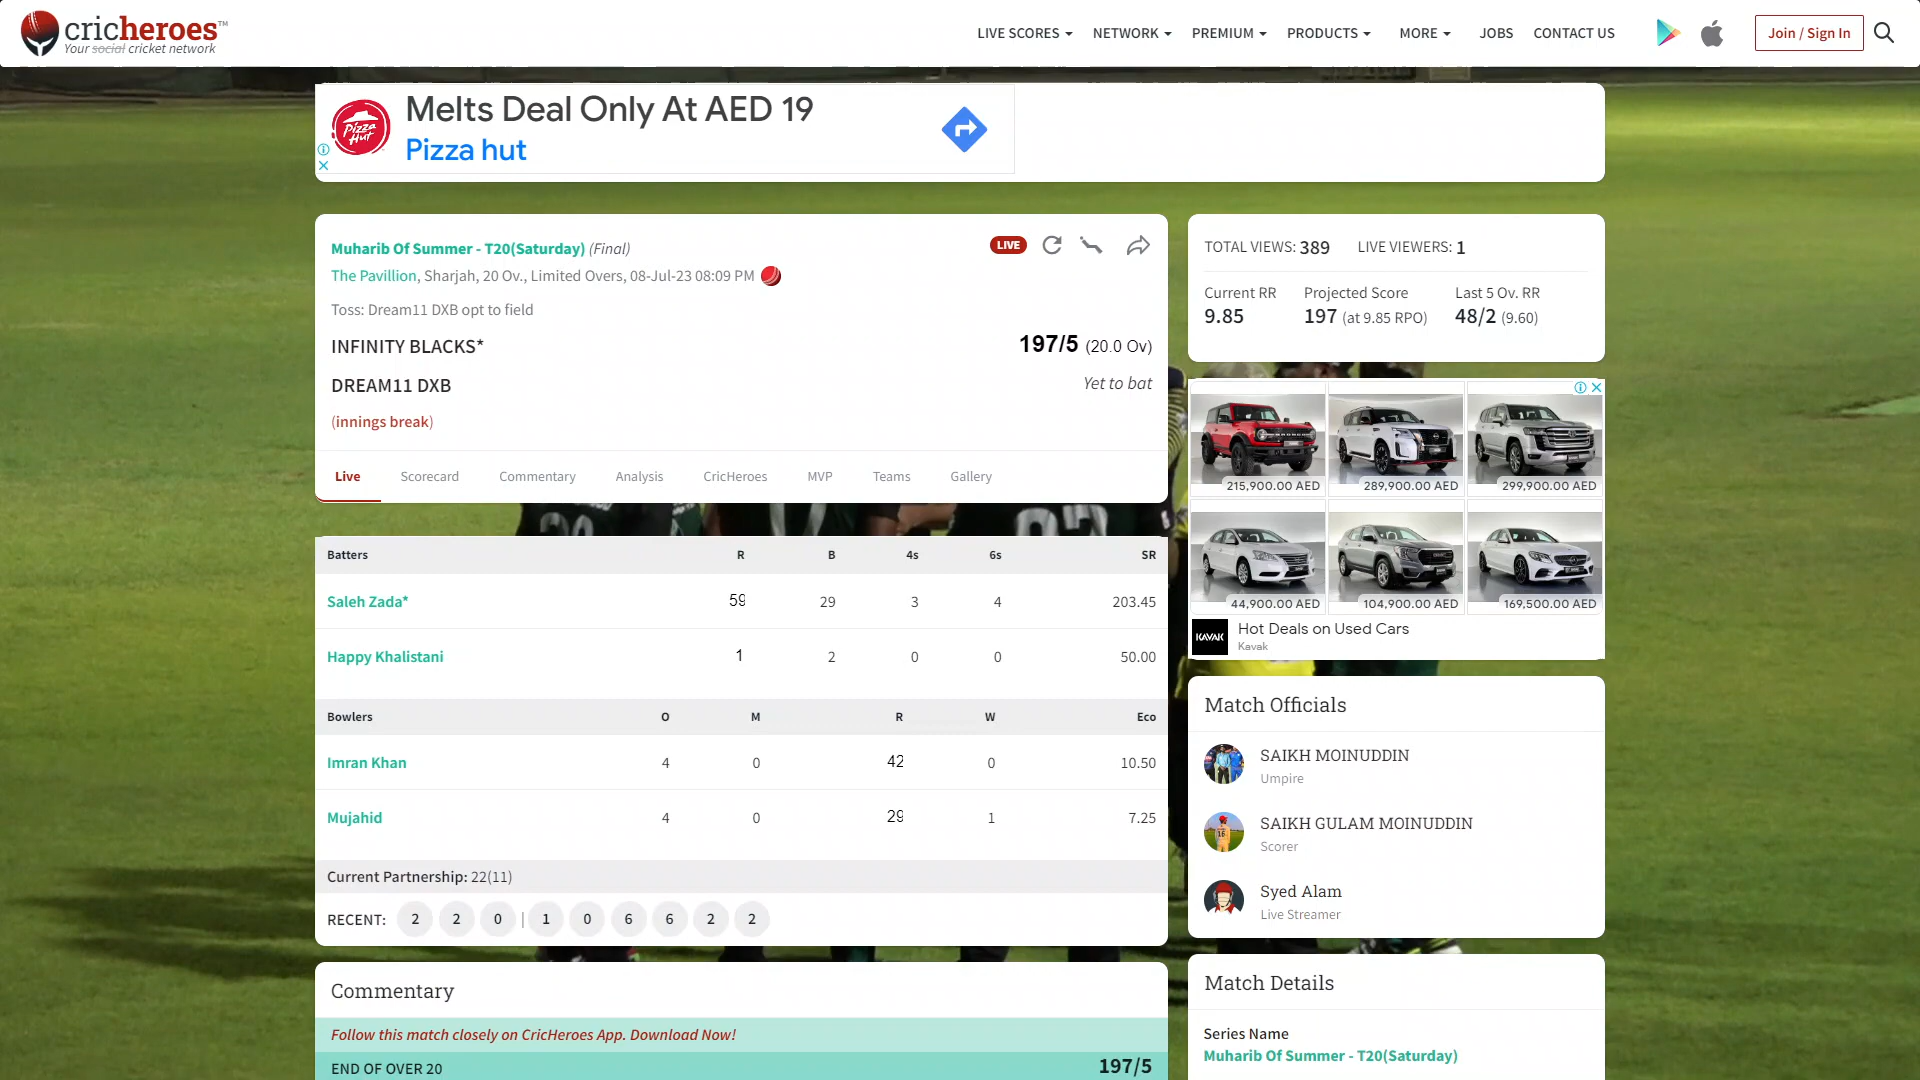 cricheroes™
Your social cricket network
LIVE SCORES NETWORK PREMIUM PRODUCTS MORE JOBS CONTACT US Join / Sign In
Melts Deal Only At AED 19
Pizza Hut
Pizza hut
Muharib Of Summer - T20(Saturday) (Final)
LIVE
The Pavillion, Sharjah, 20 Ov., Limited Overs, 08-Jul-23 08:09 PM
Toss: Dream11 DXB opt to field
INFINITY BLACKS* 197/5 (20.0 Ov)
DREAM11 DXB Yet to bat
(innings break)
Live Scorecard Commentary Analysis CricHeroes MVP Teams Gallery
TOTAL VIEWS: 389 LIVE VIEWERS: 1
Current RR Projected Score Last 5 Ov. RR
9.85 197 (at 9.85 RPO) 48/2 (9.60)
215,900.00 AED 289,900.00 AED 299,900.00 AED
44,900.00 AED 104,900.00 AED 169,500.00 AED
KAVAK
Hot Deals on Used Cars
Kavak
Batters R B 4s 6s SR
Saleh Zada* 59 29 3 4 203.45
Happy Khalistani 1 2 0 0 50.00
Bowlers O M R W Eco
Imran Khan 4 0 42 0 10.50
Mujahid 4 0 29 1 7.25
Current Partnership: 22(11)
RECENT: 2 2 0 | 1 0 6 6 2 2
Match Officials
SAIKH MOINUDDIN
Umpire
SAIKH GULAM MOINUDDIN
Scorer
Syed Alam
Live Streamer
Commentary
Follow this match closely on CricHeroes App. Download Now!
END OF OVER 20 197/5
Match Details
Series Name
Muharib Of Summer - T20(Saturday)